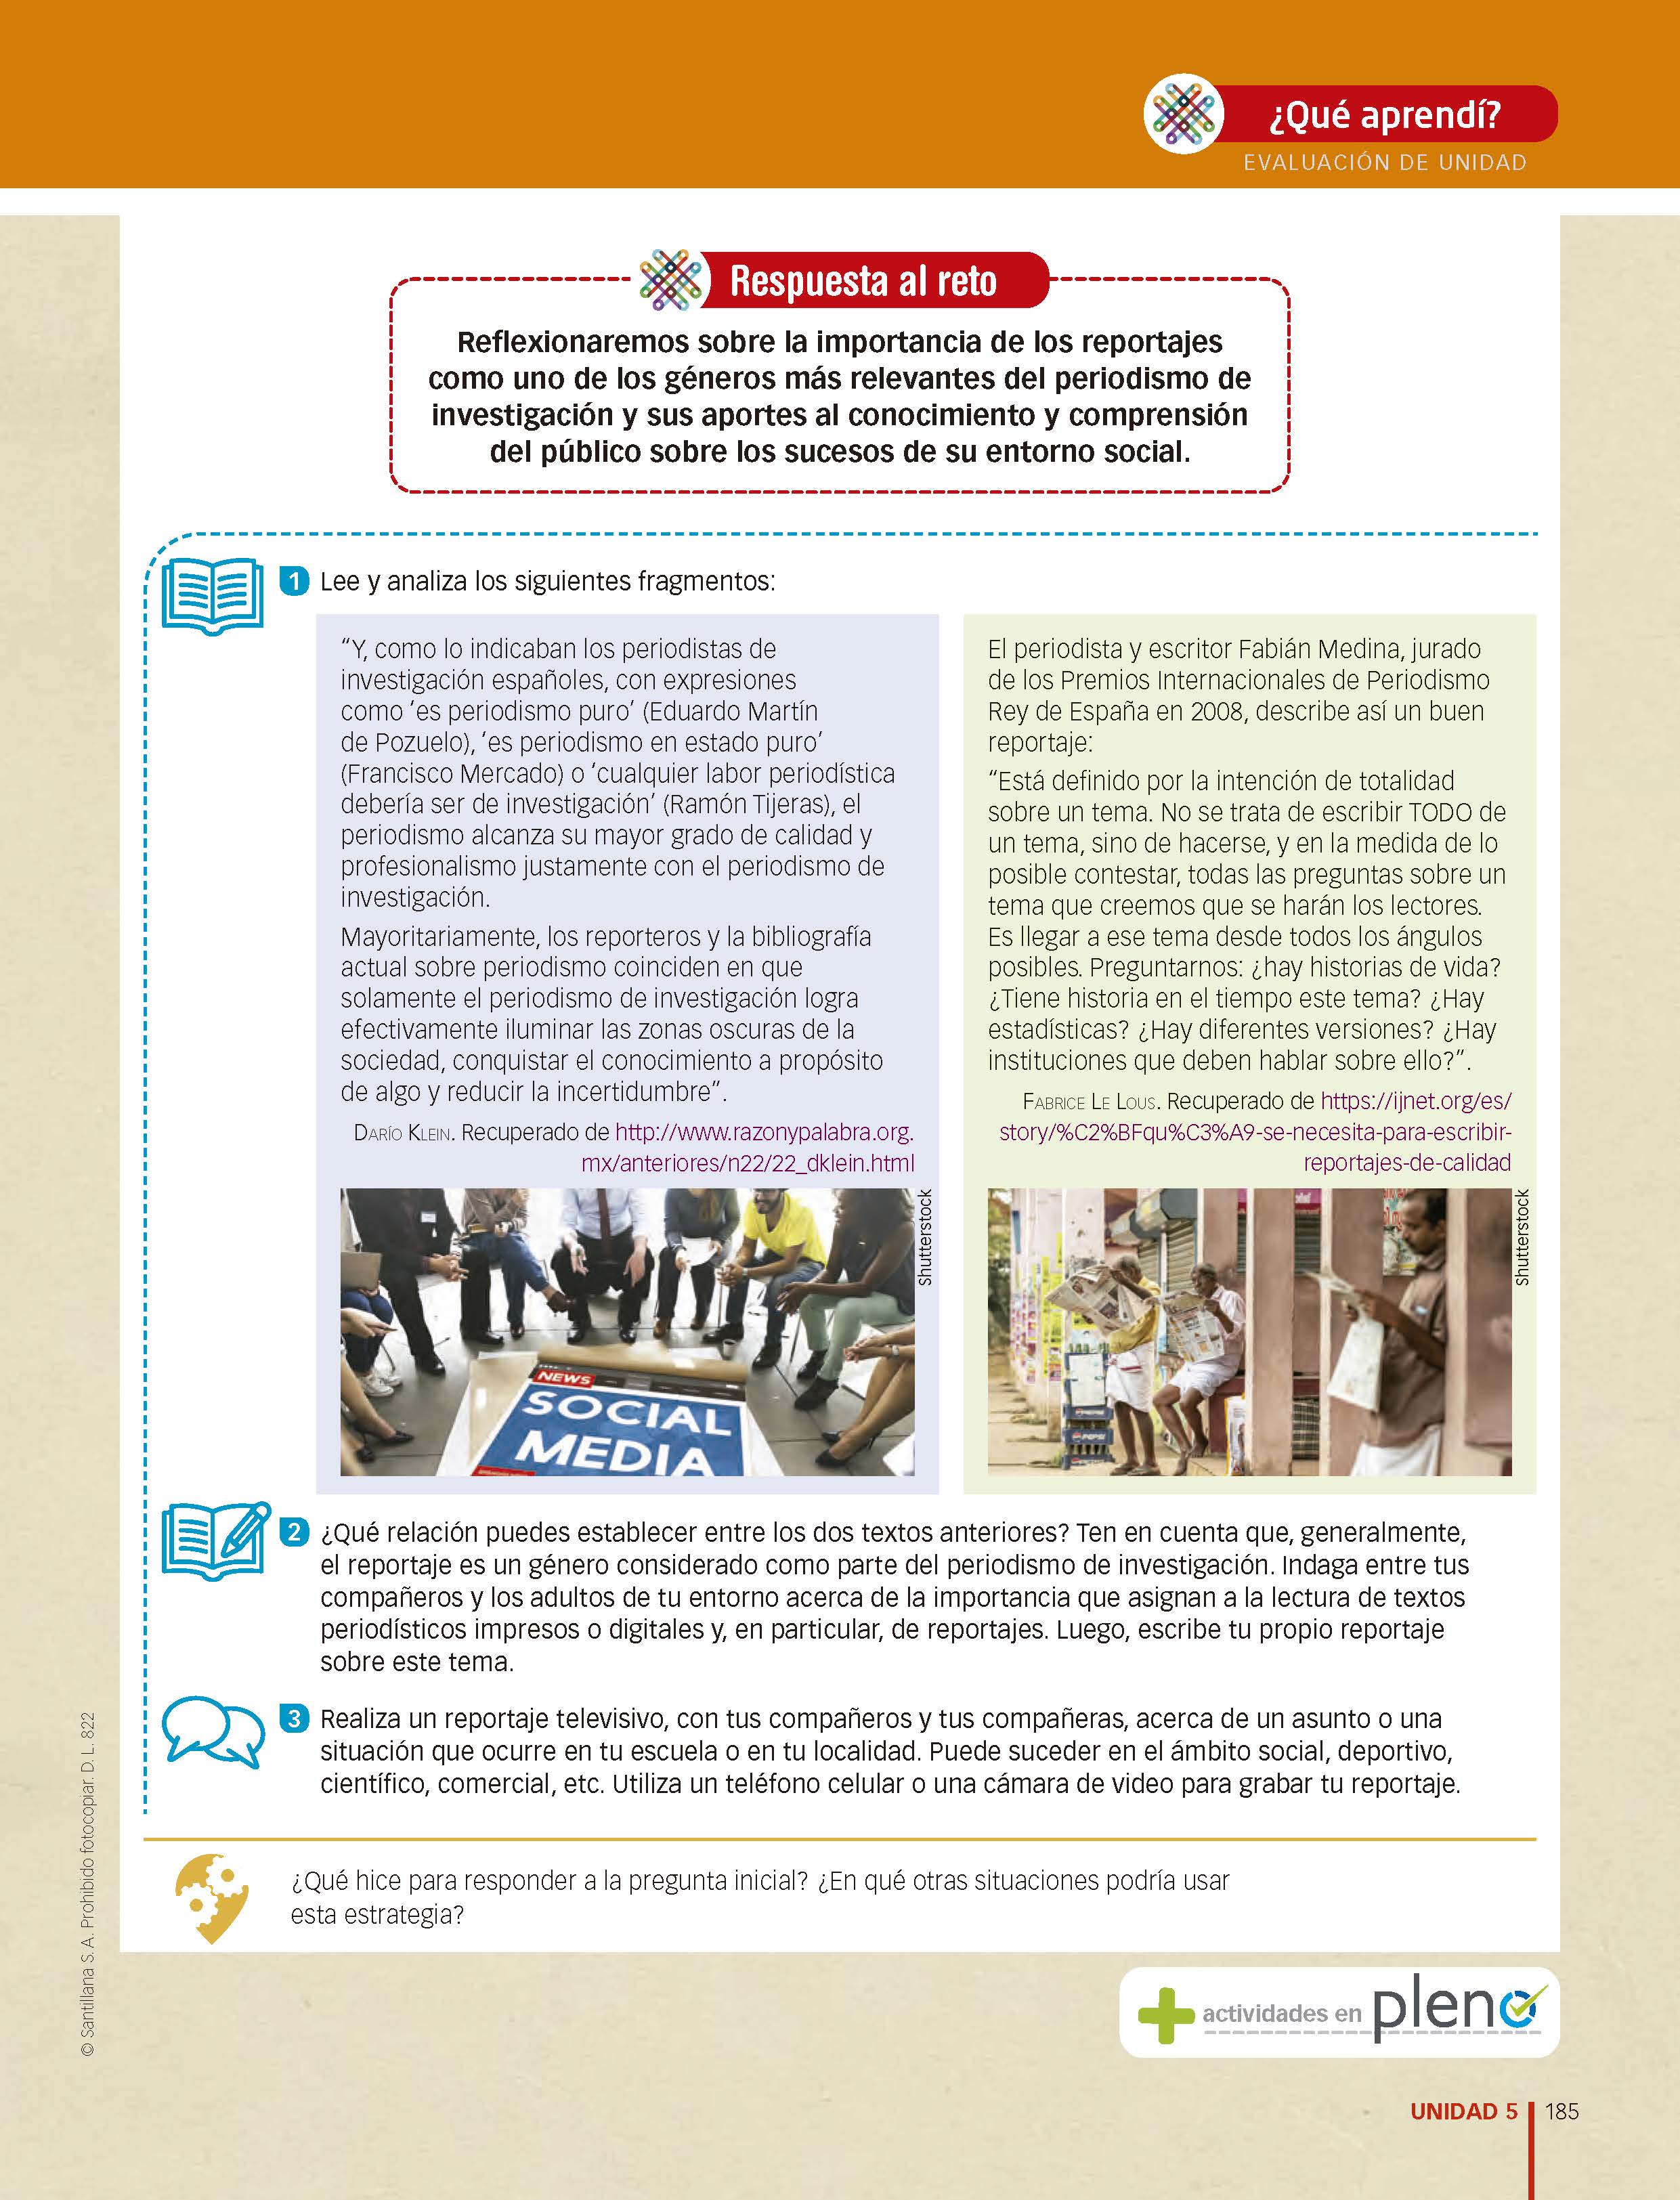 ¿Qué aprendí?
EVALUACIÓN DE UNIDAD
Respuesta al reto
Reflexionaremos sobre la importancia de los reportajes
como uno de los géneros más relevantes del periodismo de
investigación y sus aportes al conocimiento y comprensión
del público sobre los sucesos de su entorno social.
1 Lee y analiza los siguientes fragmentos:
“Y, como lo indicaban los periodistas de
investigación españoles, con expresiones
como ‘es periodismo puro’ (Eduardo Martín
de Pozuelo), ‘es periodismo en estado puro’
(Francisco Mercado) o ‘cualquier labor periodística
debería ser de investigación’ (Ramón Tijeras), el
periodismo alcanza su mayor grado de calidad y
profesionalismo justamente con el periodismo de
investigación.
Mayoritariamente, los reporteros y la bibliografía
actual sobre periodismo coinciden en que
solamente el periodismo de investigación logra
efectivamente iluminar las zonas oscuras de la
sociedad, conquistar el conocimiento a propósito
de algo y reducir la incertidumbre”.
DARÍO KLEIN. Recuperado de http://www.razonypalabra.org.
mx/anteriores/n22/22_dklein.html
Shutterstock
NEWS
SOCIAL
MEDIA
El periodista y escritor Fabián Medina, jurado
de los Premios Internacionales de Periodismo
Rey de España en 2008, describe así un buen
reportaje:
“Está definido por la intención de totalidad
sobre un tema. No se trata de escribir TODO de
un tema, sino de hacerse, y en la medida de lo
posible contestar, todas las preguntas sobre un
tema que creemos que se harán los lectores.
Es llegar a ese tema desde todos los ángulos
posibles. Preguntarnos: ¿hay historias de vida?
¿Tiene historia en el tiempo este tema? ¿Hay
estadísticas? ¿Hay diferentes versiones? ¿Hay
instituciones que deben hablar sobre ello?”.
FABRICE LE LOUS. Recuperado de https://ijnet.org/es/
story/%C2%BFqu%C3%A9-se-necesita-para-escribir-
reportajes-de-calidad
Shutterstock
PEPSI
2 ¿Qué relación puedes establecer entre los dos textos anteriores? Ten en cuenta que, generalmente,
el reportaje es un género considerado como parte del periodismo de investigación. Indaga entre tus
compañeros y los adultos de tu entorno acerca de la importancia que asignan a la lectura de textos
periodísticos impresos o digitales y, en particular, de reportajes. Luego, escribe tu propio reportaje
sobre este tema.
3 Realiza un reportaje televisivo, con tus compañeros y tus compañeras, acerca de un asunto o una
situación que ocurre en tu escuela o en tu localidad. Puede suceder en el ámbito social, deportivo,
científico, comercial, etc. Utiliza un teléfono celular o una cámara de video para grabar tu reportaje.
¿Qué hice para responder a la pregunta inicial? ¿En qué otras situaciones podría usar
esta estrategia?
© Santillana S. A. Prohibido fotocopiar. D. L. 822
actividades en pleno
UNIDAD 5 185